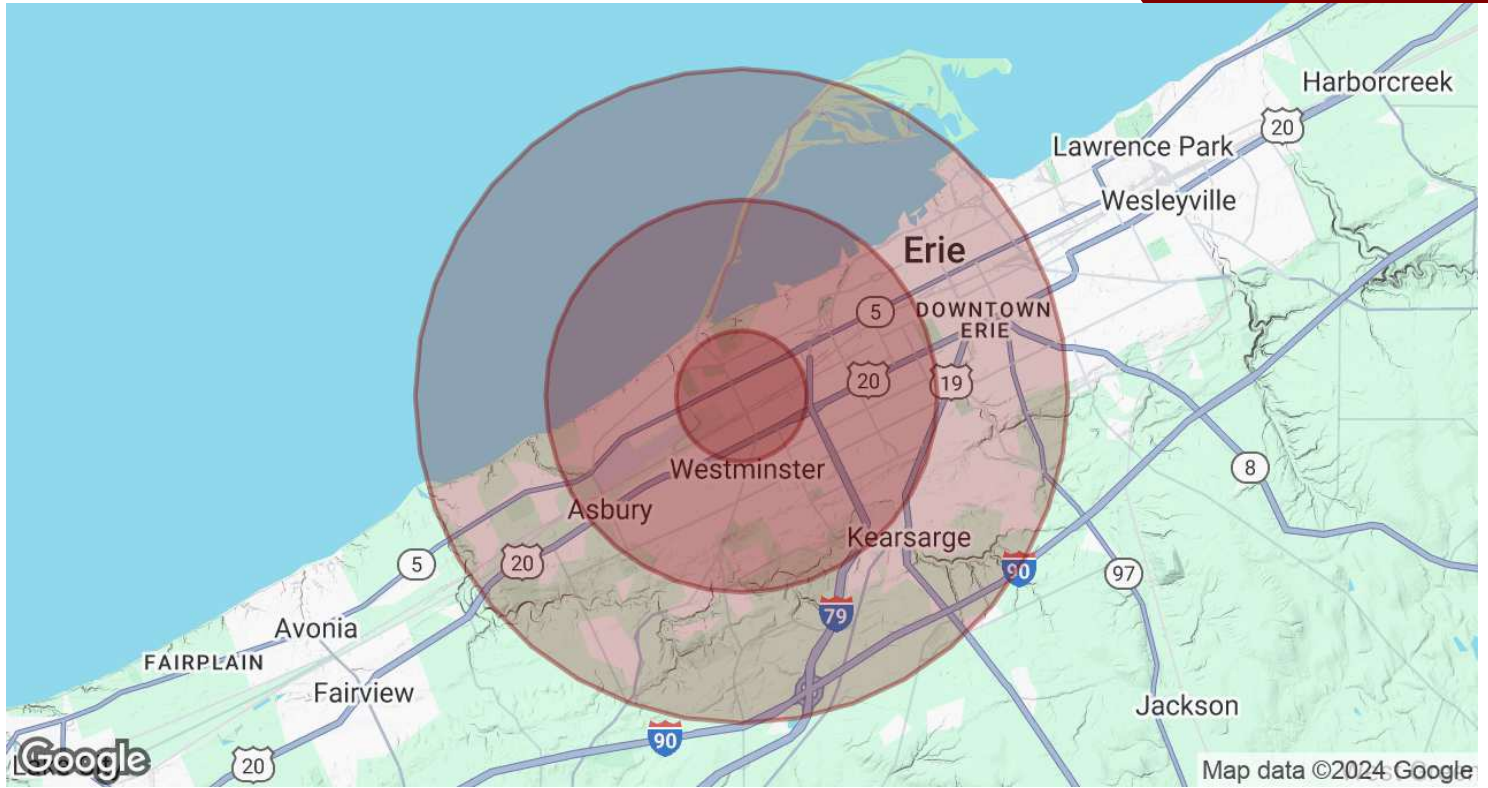 Harborcreek
20
Lawrence Park
Wesleyville
Erie
5
DOWNTOWN
ERIE
20
19
Westminster
8
Asbury
Kearsarge
5
20
90
97
79
Avonia
FAIRPLAIN
Fairview
Jackson
90
20
Google
Map data ©2024 Google